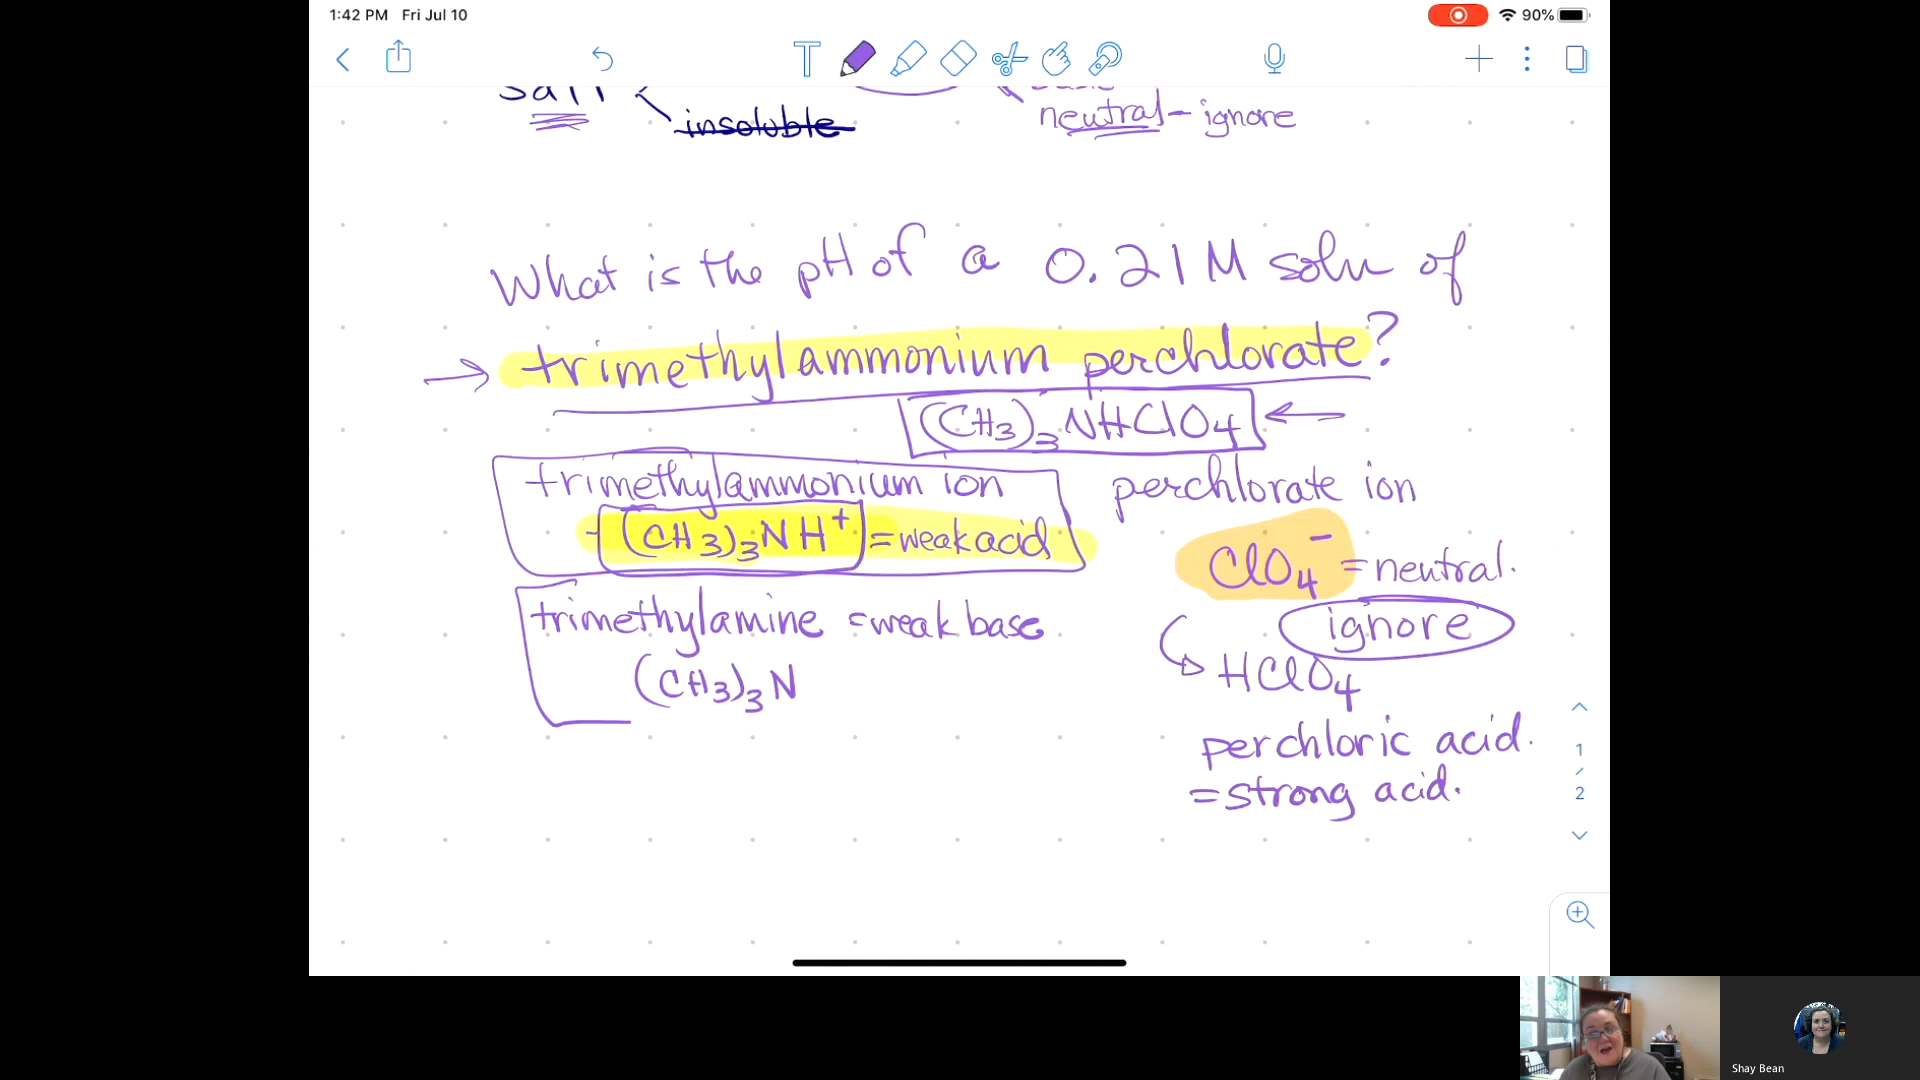 1:42 PM Fri Jul 10
90%
T
salt
insoluble
neutral - ignore
What is the pH of a 0.21 M soln of
→ trimethylammonium perchlorate?
(CH3)3NHClO4 ←
trimethylammonium ion
(CH3)3NH+ = weak acid
perchlorate ion
ClO4- = neutral.
ignore
trimethylamine = weak base
(CH3)3N
HClO4
perchloric acid.
= strong acid.
1
/
2
Shay Bean